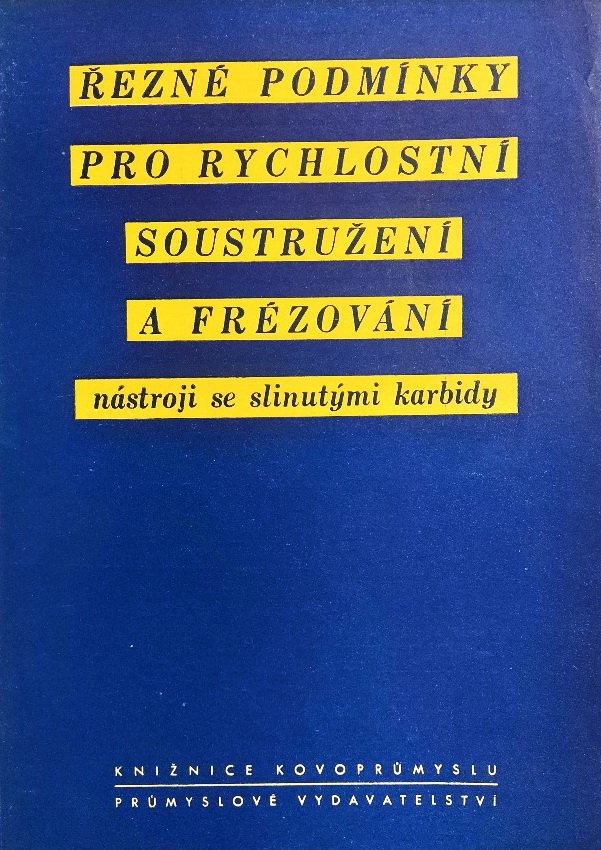 ŘEZNÉ PODMÍNKY
PRO RYCHLOSTNÍ
SOUSTRUŽENÍ
A FRÉZOVÁNÍ
nástroji se slinutými karbidy
KNIŽNICE KOVOPRŮMYSLU
PRŮMYSLOVÉ VYDAVATELSTVÍ